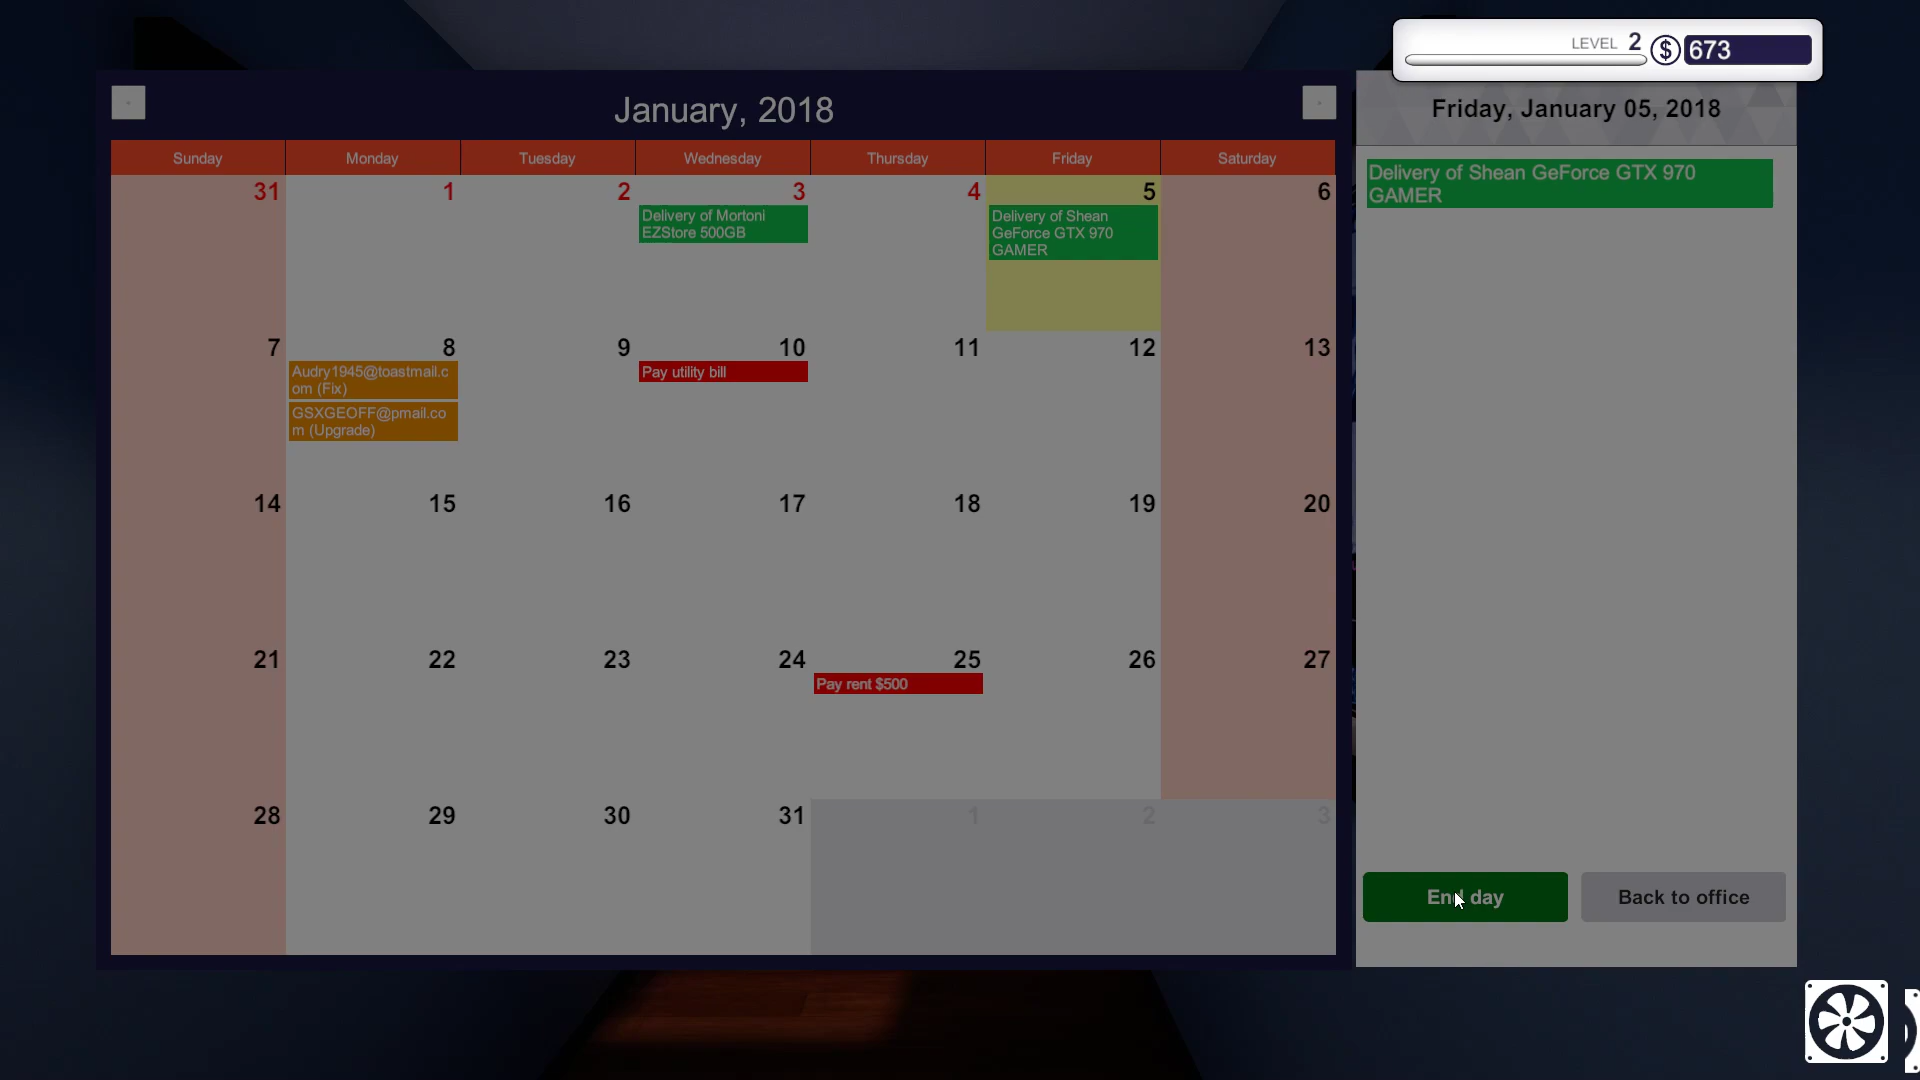 LEVEL 2 $ 673
January, 2018
Friday, January 05, 2018
Sunday Monday Tuesday Wednesday Thursday Friday Saturday
31 1 2 3 4 5 6
Delivery of Mortoni
EZStore 500GB
Delivery of Shean
GeForce GTX 970
GAMER
7 8 9 10 11 12 13
Audry1945@toastmail.c
om (Fix)
GSXGEOFF@pmail.co
m (Upgrade)
Pay utility bill
14 15 16 17 18 19 20
21 22 23 24 25 26 27
Pay rent $500
28 29 30 31 1 2 3
Delivery of Shean GeForce GTX 970
GAMER
End day
Back to office